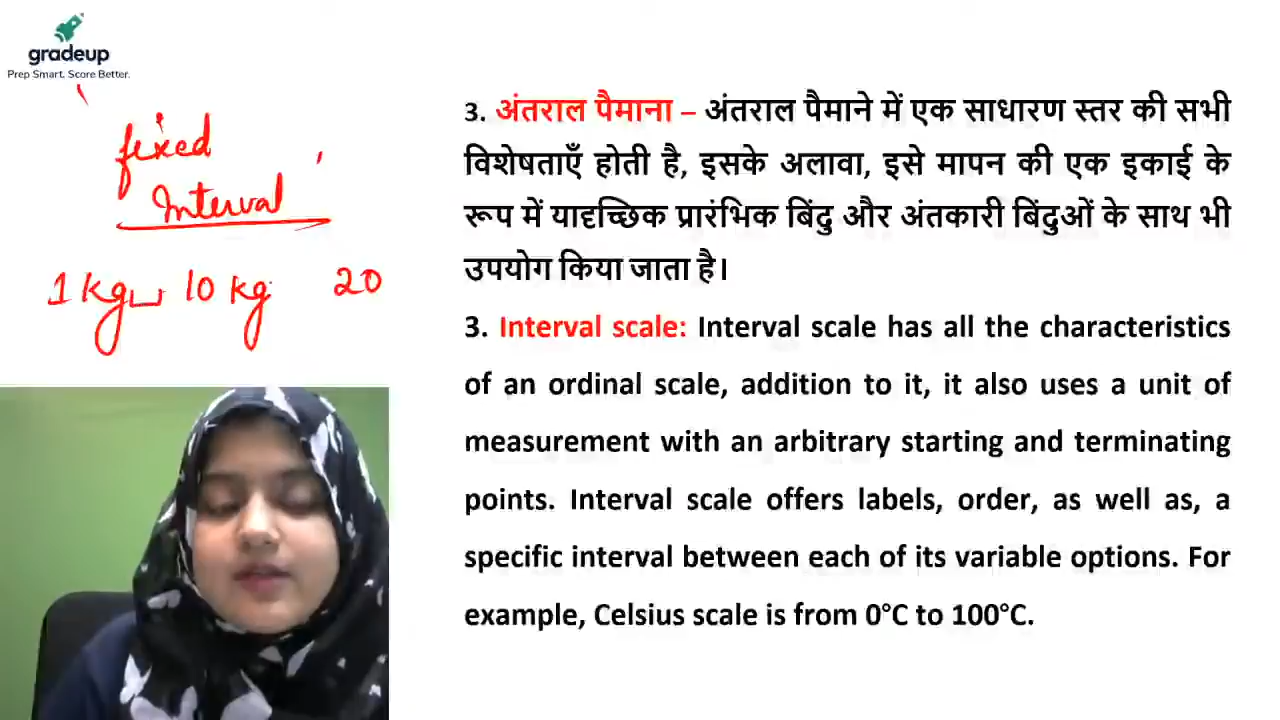 gradeup
Prep Smart. Score Better.
fixed
Interval
1 kg 10 kg 20
3. अंतराल पैमाना – अंतराल पैमाने में एक साधारण स्तर की सभी
विशेषताएँ होती है, इसके अलावा, इसे मापन की एक इकाई के
रूप में यादृच्छिक प्रारंभिक बिंदु और अंतकारी बिंदुओं के साथ भी
उपयोग किया जाता है।
3. Interval scale: Interval scale has all the characteristics
of an ordinal scale, addition to it, it also uses a unit of
measurement with an arbitrary starting and terminating
points. Interval scale offers labels, order, as well as, a
specific interval between each of its variable options. For
example, Celsius scale is from 0°C to 100°C.